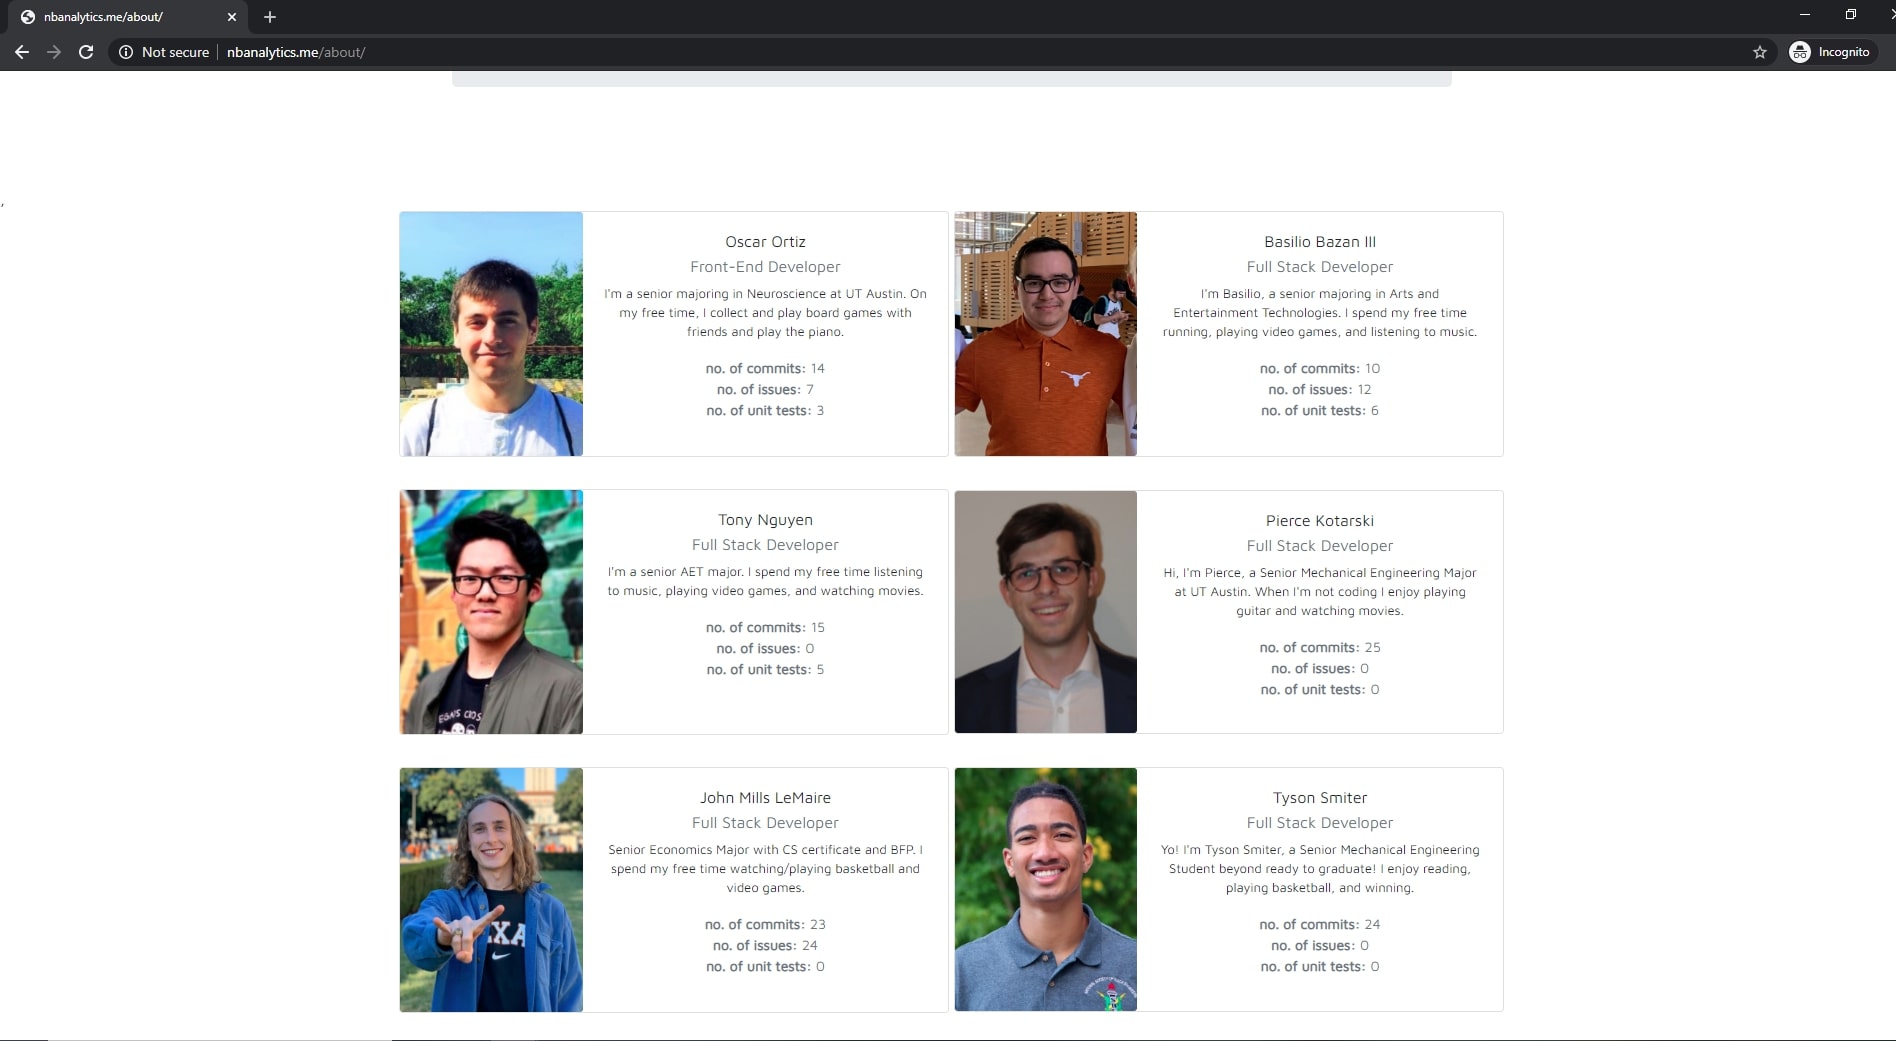 nbanalytics.me/about/
Not secure
nbanalytics.me/about/
Incognito
,
Oscar Ortiz
Front-End Developer
I'm a senior majoring in Neuroscience at UT Austin. On
my free time, I collect and play board games with
friends and play the piano.
no. of commits: 14
no. of issues: 7
no. of unit tests: 3
Basilio Bazan III
Full Stack Developer
I'm Basilio, a senior majoring in Arts and
Entertainment Technologies. I spend my free time
running, playing video games, and listening to music.
no. of commits: 10
no. of issues: 12
no. of unit tests: 6
Tony Nguyen
Full Stack Developer
I'm a senior AET major. I spend my free time listening
to music, playing video games, and watching movies.
no. of commits: 15
no. of issues: 0
no. of unit tests: 5
Pierce Kotarski
Full Stack Developer
Hi, I'm Pierce, a Senior Mechanical Engineering Major
at UT Austin. When I'm not coding I enjoy playing
guitar and watching movies.
no. of commits: 25
no. of issues: 0
no. of unit tests: 0
John Mills LeMaire
Full Stack Developer
Senior Economics Major with CS certificate and BFP. I
spend my free time watching/playing basketball and
video games.
no. of commits: 23
no. of issues: 24
no. of unit tests: 0
XA
Tyson Smiter
Full Stack Developer
Yo! I'm Tyson Smiter, a Senior Mechanical Engineering
Student beyond ready to graduate! I enjoy reading,
playing basketball, and winning.
no. of commits: 24
no. of issues: 0
no. of unit tests: 0